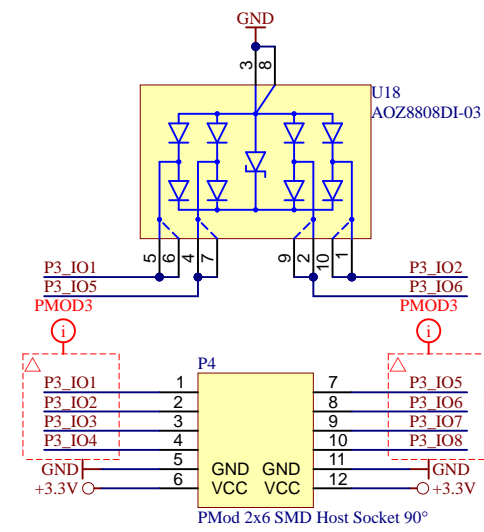 GND
3 8
U18
AOZ8808DI-03
5 6 4 7 9 2 10 1
P3_IO1 P3_IO2
P3_IO5 P3_IO6
PMOD3 PMOD3
i i
P4
P3_IO1 1 7 P3_IO5
P3_IO2 2 8 P3_IO6
P3_IO3 3 9 P3_IO7
P3_IO4 4 10 P3_IO8
GND 5 GND GND 11 GND
+3.3V 6 VCC VCC 12 +3.3V
PMod 2x6 SMD Host Socket 90°